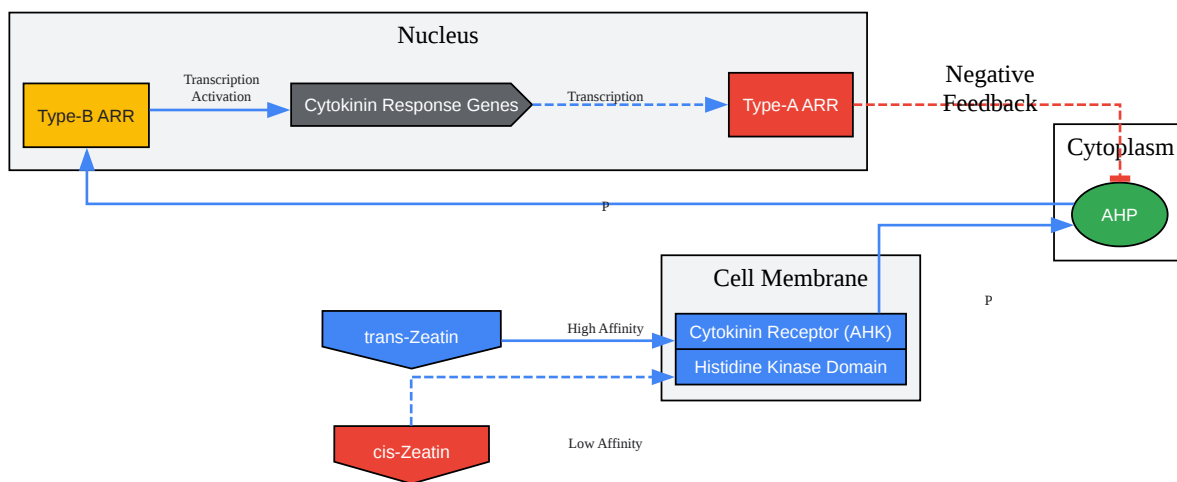 Nucleus
Type-B ARR
Transcription
Activation
Cytokinin Response Genes
Transcription
Type-A ARR
Negative
Feedback
Cytoplasm
AHP
P
Cell Membrane
P
trans-Zeatin
High Affinity
Cytokinin Receptor (AHK)
Histidine Kinase Domain
cis-Zeatin
Low Affinity